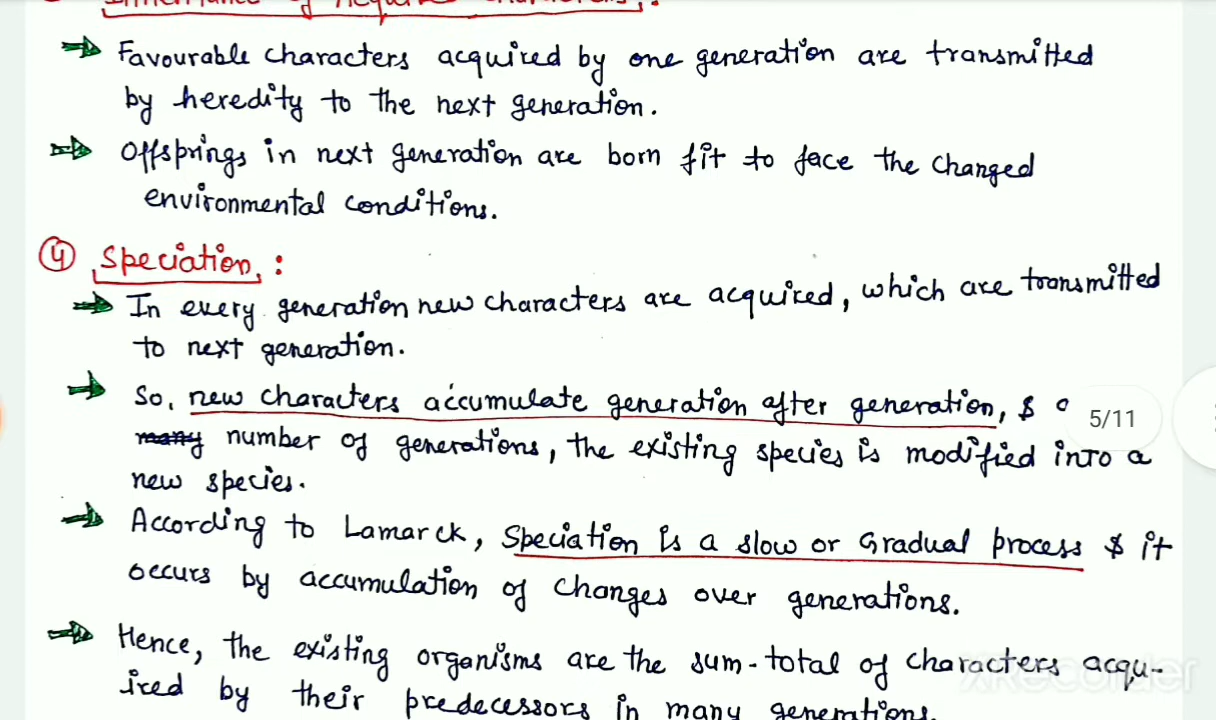 Inheritance of Acquired characters :
➔ Favourable characters acquired by one generation are transmitted
by heredity to the next generation.
➔ Offsprings in next generation are born fit to face the changed
environmental conditions.
④ Speciation :
➔ In every generation new characters are acquired, which are transmitted
to next generation.
➔ So, new characters accumulate generation after generation, &
5/11
many number of generations, the existing species is modified into a
new species.
➔ According to Lamarck, Speciation is a slow or Gradual process & it
occurs by accumulation of changes over generations.
➔ Hence, the existing organisms are the sum-total of characters acqu-
ired by their predecessors in many generations.
XRecorder